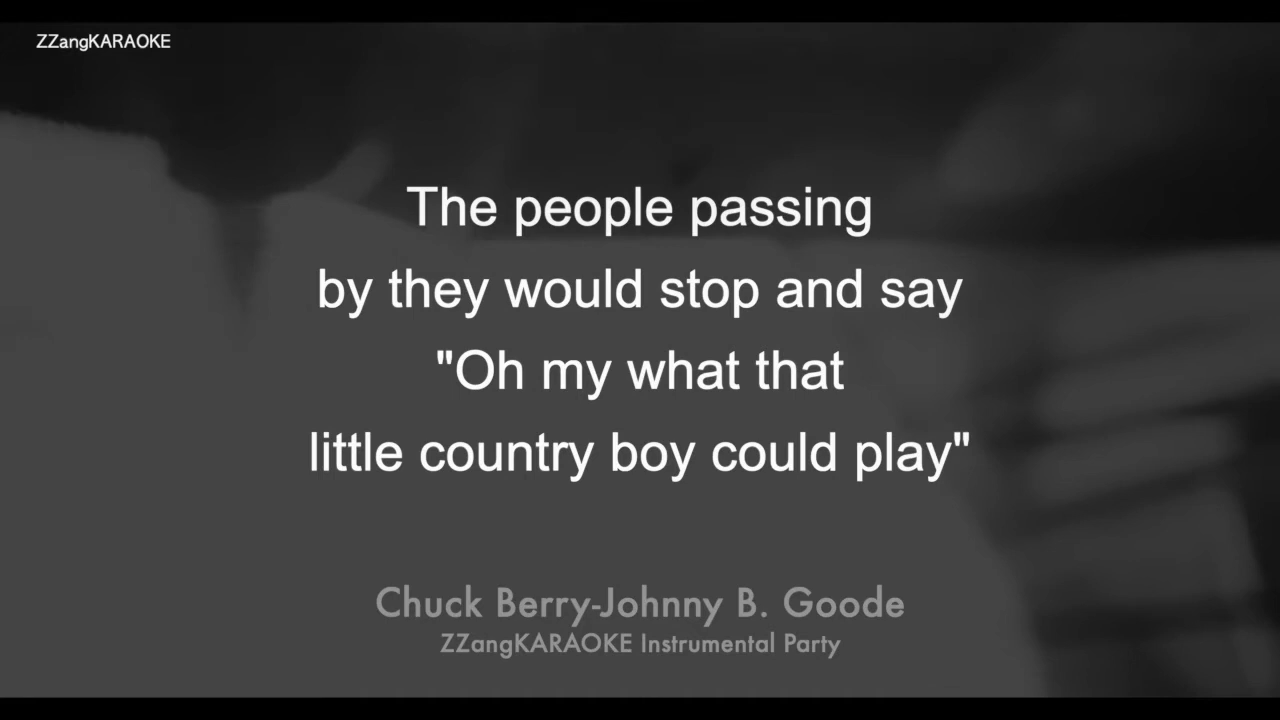 ZZangKARAOKE
The people passing
by they would stop and say
"Oh my what that
little country boy could play"
Chuck Berry-Johnny B. Goode
ZZangKARAOKE Instrumental Party